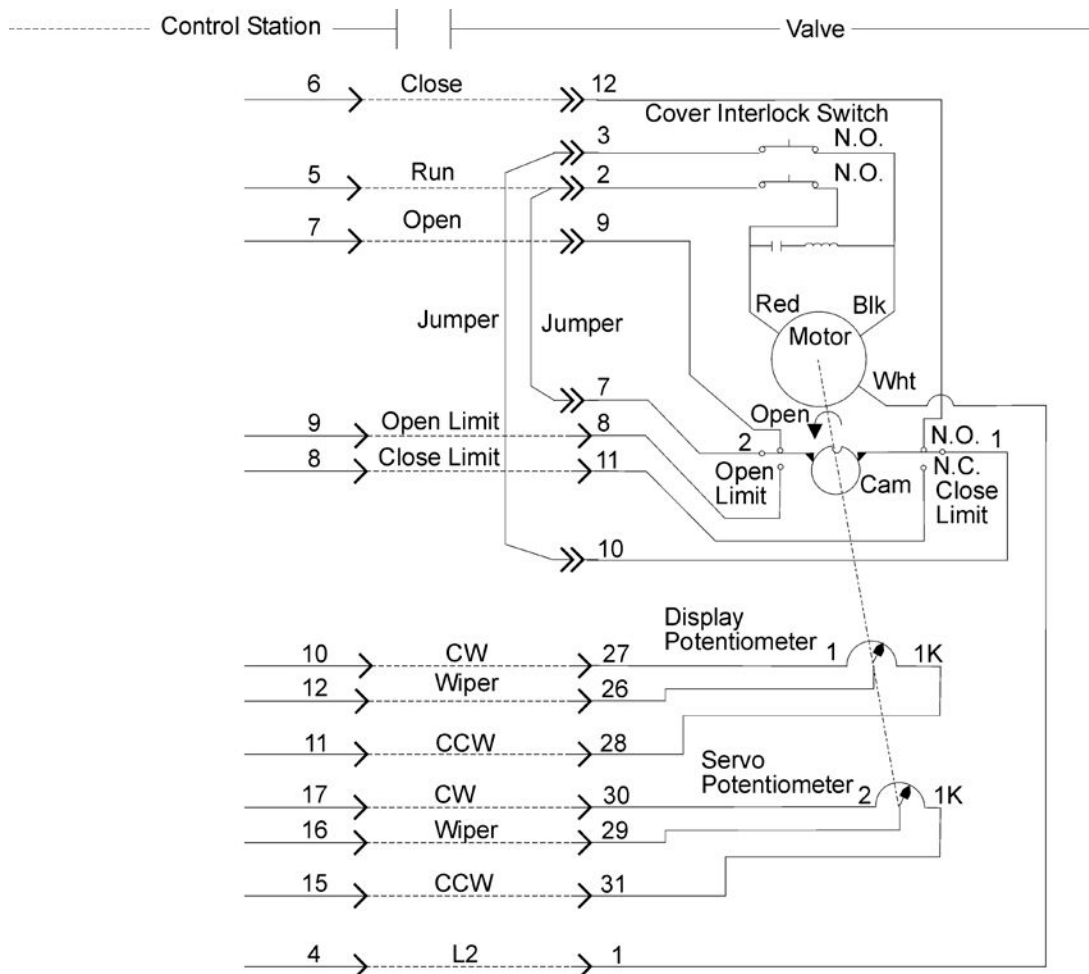 Control Station
Valve
6 Close 12
Cover Interlock Switch
3 N.O.
5 Run 2 N.O.
7 Open 9
Red Blk
Jumper Jumper Motor
Wht
7 Open
9 Open Limit 8 2 N.O. 1
8 Close Limit 11 Open
Limit Cam N.C.
Close
Limit
10
Display
Potentiometer 1 1K
10 CW 27
12 Wiper 26
11 CCW 28
Servo
Potentiometer 2 1K
17 CW 30
16 Wiper 29
15 CCW 31
4 L2 1